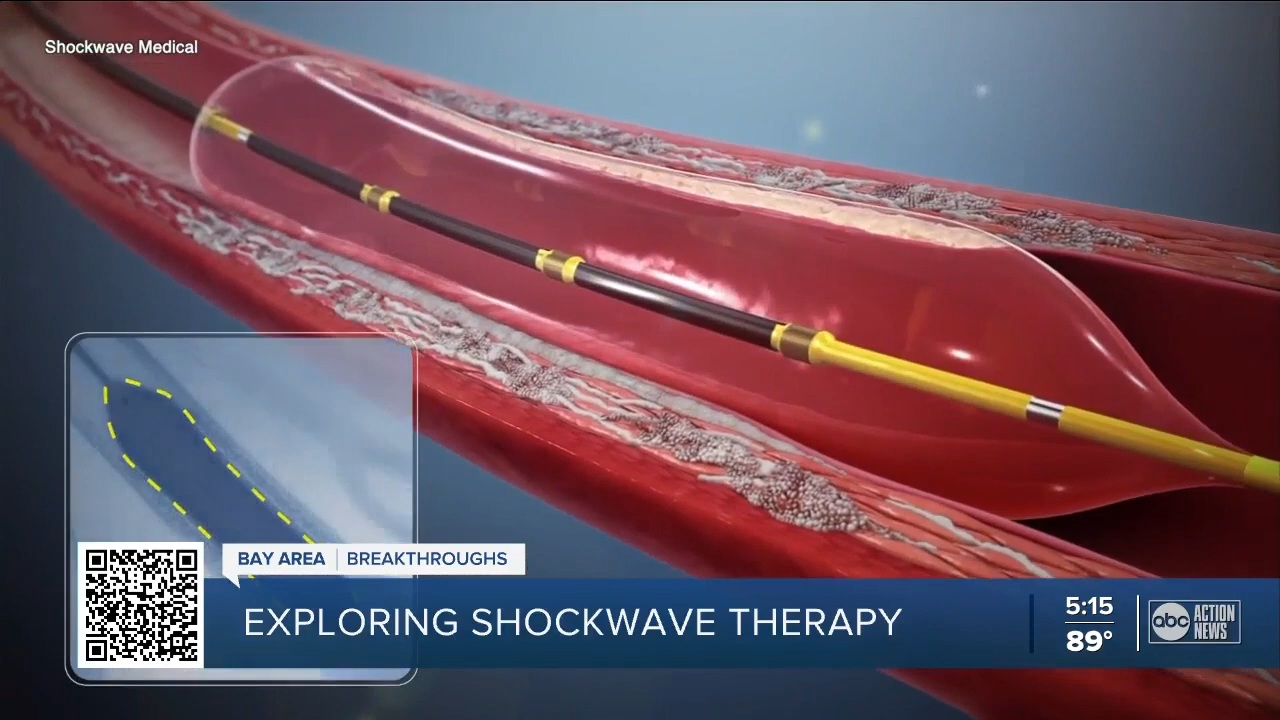 Shockwave Medical
BAY AREA | BREAKTHROUGHS
EXPLORING SHOCKWAVE THERAPY
5:15
89°
abc ACTION NEWS